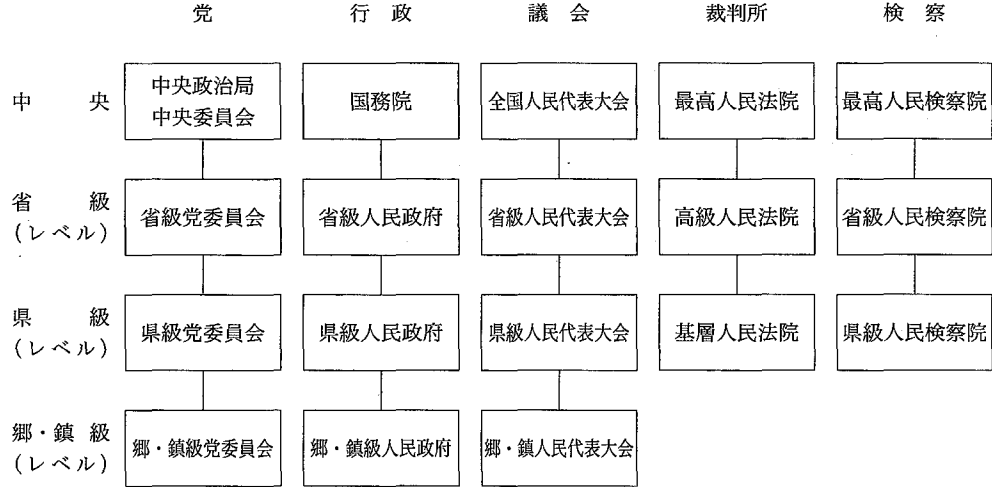 党 行政 議会 裁判所 検察
中央 中央政治局 国務院 全国人民代表大会 最高人民法院 最高人民検察院
中央委員会
省級 省級党委員会 省級人民政府 省級人民代表大会 高級人民法院 省級人民検察院
(レベル)
県級 県級党委員会 県級人民政府 県級人民代表大会 基層人民法院 県級人民検察院
(レベル)
郷・鎮級 郷・鎮級党委員会 郷・鎮級人民政府 郷・鎮人民代表大会
(レベル)